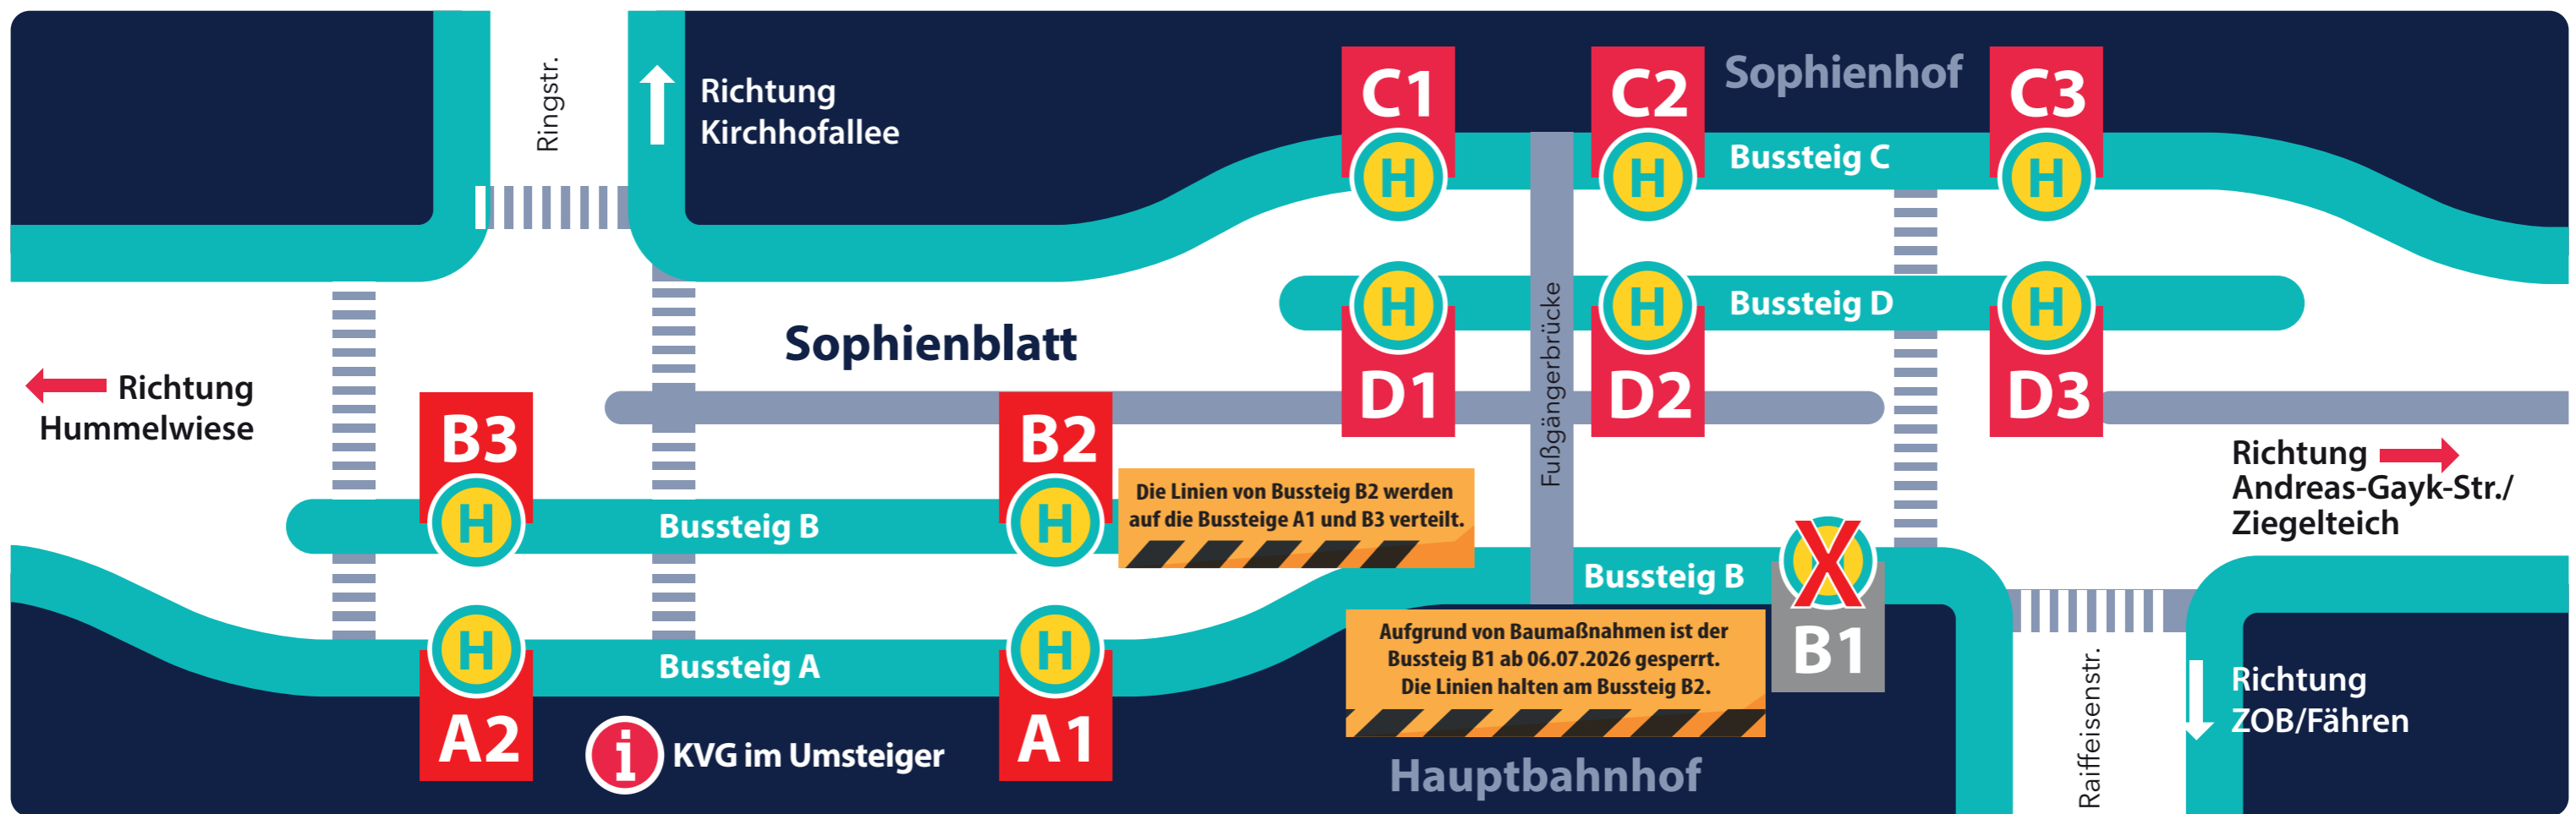 Ringstr.
Richtung
Kirchhofallee
C1
H
C2
H
Sophienhof
C3
H
Bussteig C
H
D1
H
D2
Bussteig D
H
D3
Fußgängerbrücke
Sophienblatt
Richtung
Hummelwiese
B3
H
B2
H
Bussteig B
Die Linien von Bussteig B2 werden
auf die Bussteige A1 und B3 verteilt.
Richtung
Andreas-Gayk-Str./
Ziegelteich
Bussteig B
X
B1
Aufgrund von Baumaßnahmen ist der
Bussteig B1 ab 06.07.2026 gesperrt.
Die Linien halten am Bussteig B2.
H
A2
Bussteig A
H
A1
i
KVG im Umsteiger
Hauptbahnhof
Raiffeisenstr.
Richtung
ZOB/Fähren